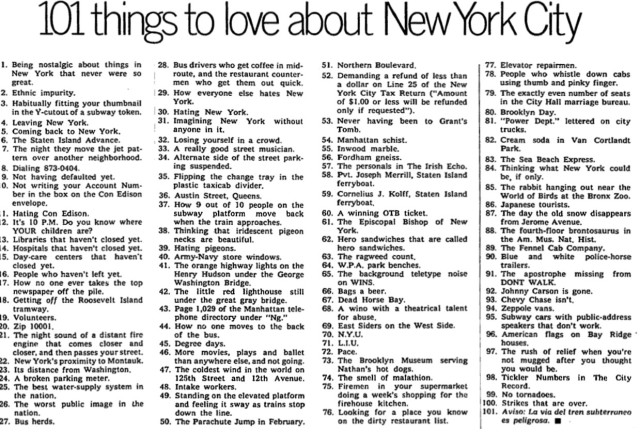 101 things to love about New York City
1. Being nostalgic about things in
New York that never were so
great.
2. Ethnic impurity.
3. Habitually fitting your thumbnail
in the Y-cutout of a subway token.
4. Leaving New York.
5. Coming back to New York.
6. The Staten Island Advance.
7. The night they move the jet pat-
tern over another neighborhood.
8. Dialing 873-0404.
9. Not having defaulted yet.
10. Not writing your Account Num-
ber in the box on the Con Edison
envelope.
11. Hating Con Edison.
12. It's 10 P.M. Do you know where
YOUR children are?
13. Libraries that haven't closed yet.
14. Hospitals that haven't closed yet.
15. Day-care centers that haven't
closed yet.
16. People who haven't left yet.
17. How no one ever takes the top
newspaper off the pile.
18. Getting off the Roosevelt Island
tramway.
19. Volunteers.
20. Zip 10001.
21. The night sound of a distant fire
engine that comes closer and
closer, and then passes your street.
22. New York's proximity to Montauk.
23. Its distance from Washington.
24. A broken parking meter.
25. The best water-supply system in
the nation.
26. The worst public image in the
nation.
27. Bus herds.
28. Bus drivers who get coffee in mid-
route, and the restaurant counter-
men who get them out quick.
29. How everyone else hates New
York.
30. Hating New York.
31. Imagining New York without
anyone in it.
32. Losing yourself in a crowd.
33. A really good street musician.
34. Alternate side of the street park-
ing suspended.
35. Flipping the change tray in the
plastic taxicab divider.
36. Austin Street, Queens.
37. How 9 out of 10 people on the
subway platform move back
when the train approaches.
38. Thinking that iridescent pigeon
necks are beautiful.
39. Hating pigeons.
40. Army-Navy store windows.
41. The orange highway lights on the
Henry Hudson under the George
Washington Bridge.
42. The little red lighthouse still
under the great gray bridge.
43. Page 1,029 of the Manhattan tele-
phone directory under "Ng."
44. How no one moves to the back
of the bus.
45. Degree days.
46. More movies, plays and ballet
than anywhere else, and not going.
47. The coldest wind in the world on
125th Street and 12th Avenue.
48. Intake workers.
49. Standing on the elevated platform
and feeling it sway as trains stop
down the line.
50. The Parachute Jump in February.
51. Northern Boulevard.
52. Demanding a refund of less than
a dollar on Line 25 of the New
York City Tax Return ("Amount
of $1.00 or less will be refunded
only if requested").
53. Never having been to Grant's
Tomb.
54. Manhattan schist.
55. Inwood marble.
56. Fordham gneiss.
57. The personals in The Irish Echo.
58. Pvt. Joseph Merrill, Staten Island
ferryboat.
59. Cornelius J. Kolff, Staten Island
ferryboat.
60. A winning OTB ticket.
61. The Episcopal Bishop of New
York.
62. Hero sandwiches that are called
hero sandwiches.
63. The ragweed count.
64. W.P.A. park benches.
65. The background teletype noise
on WINS.
66. Bags a beer.
67. Dead Horse Bay.
68. A wino with a theatrical talent
for abuse.
69. East Siders on the West Side.
70. N.Y.U.
71. L.I.U.
72. Pace.
73. The Brooklyn Museum serving
Nathan's hot dogs.
74. The smell of malathion.
75. Firemen in your supermarket
doing a week's shopping for the
firehouse kitchen.
76. Looking for a place you know
on the dirty restaurant list.
77. Elevator repairmen.
78. People who whistle down cabs
using thumb and pinky finger.
79. The exactly even number of seats
in the City Hall marriage bureau.
80. Brooklyn Day.
81. "Power Dept." lettered on city
trucks.
82. Cream soda in Van Cortlandt
Park.
83. The Sea Beach Express.
84. Thinking what New York could
be, if only.
85. The rabbit hanging out near the
World of Birds at the Bronx Zoo.
86. Japanese tourists.
87. The day the old snow disappears
from Jerome Avenue.
88. The fourth-floor brontosaurus in
the Am. Mus. Nat. Hist.
89. The Fennel Cab Company.
90. Blue and white police-horse
trailers.
91. The apostrophe missing from
DONT WALK.
92. Johnny Carson is gone.
93. Chevy Chase isn't.
94. Zeppole vans.
95. Subway cars with public-address
speakers that don't work.
96. American flags on Bay Ridge
houses.
97. The rush of relief when you're
not mugged after you thought
you would be.
98. Tickler Numbers in The City
Record.
99. No tornadoes.
100. Strikes that are over.
101. Aviso: La via del tren subterraneo
es peligrosa. ■